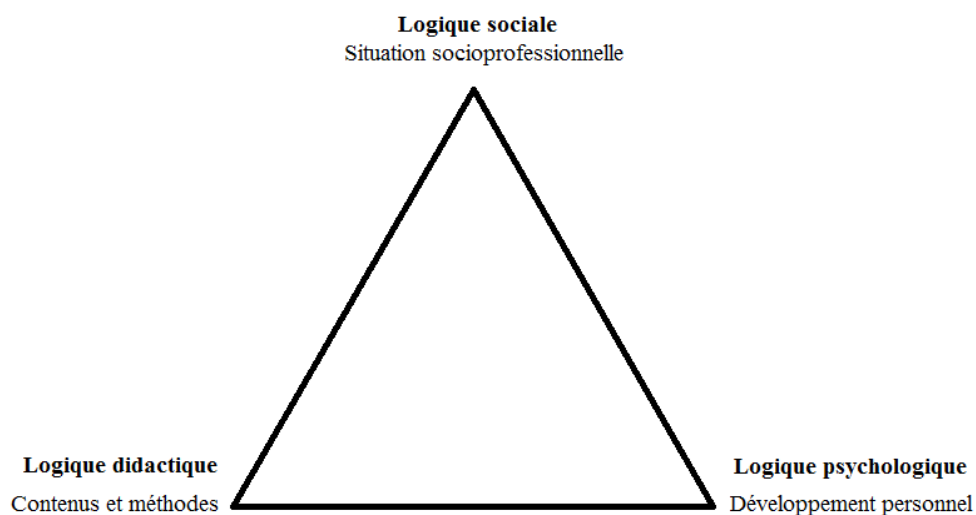 Logique sociale
Situation socioprofessionnelle
Logique didactique
Contenus et méthodes
Logique psychologique
Développement personnel